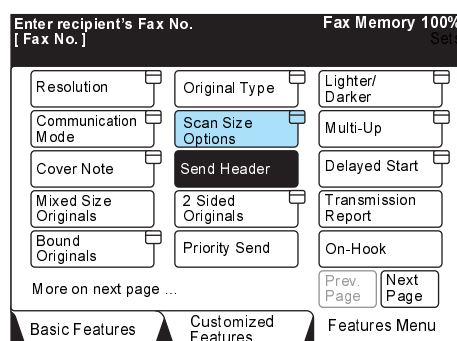 Enter recipient's Fax No. Fax Memory 100%
[ Fax No. ] Sets
Resolution
Original Type
Lighter/
Darker
Communication
Mode
Scan Size
Options
Multi-Up
Cover Note
Send Header
Delayed Start
Mixed Size
Originals
2 Sided
Originals
Transmission
Report
Bound
Originals
Priority Send
On-Hook
More on next page ...
Prev.
Page
Next
Page
Basic Features
Customized
Features
Features Menu